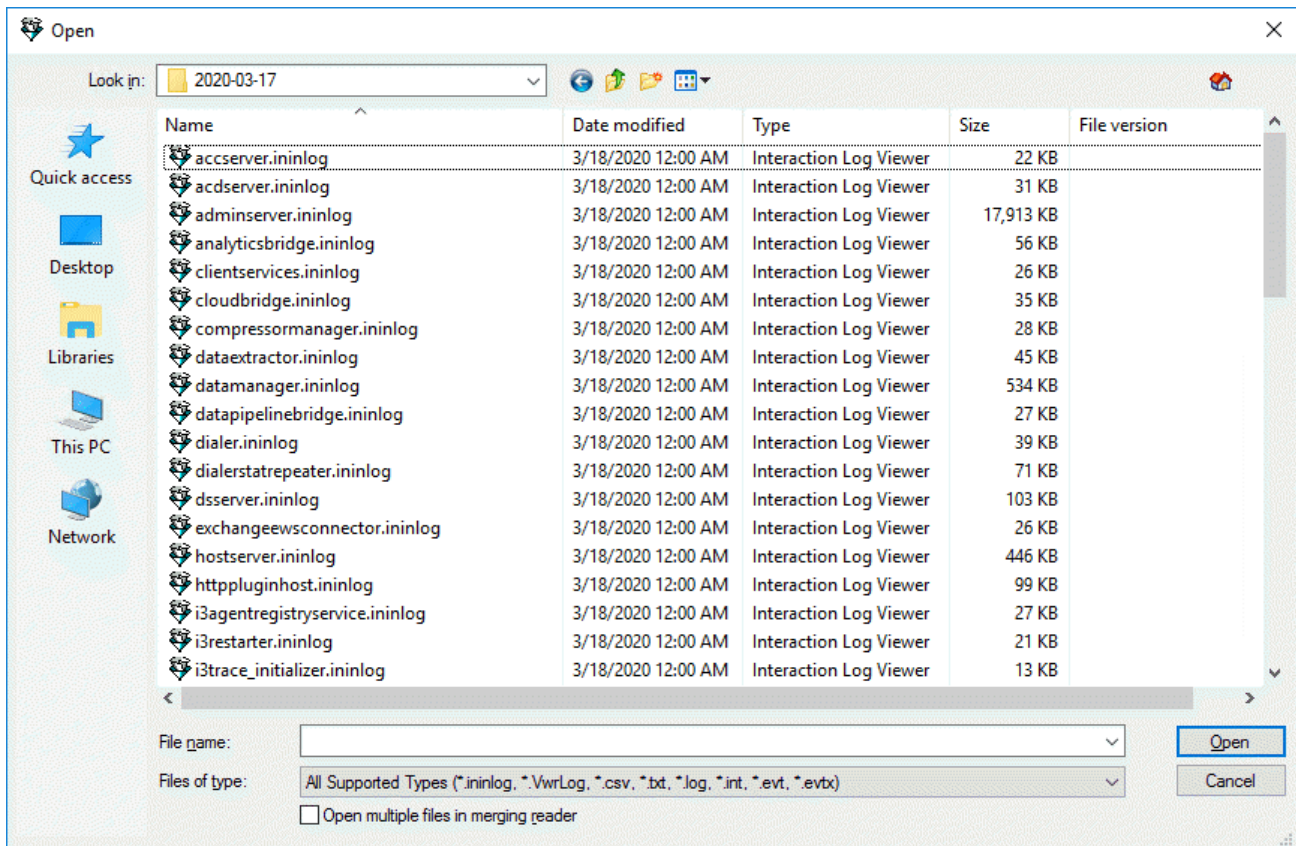 Open
Look in: 2020-03-17
Name Date modified Type Size File version
accserver.ininlog 3/18/2020 12:00 AM Interaction Log Viewer 22 KB
acdserver.ininlog 3/18/2020 12:00 AM Interaction Log Viewer 31 KB
adminserver.ininlog 3/18/2020 12:00 AM Interaction Log Viewer 17,913 KB
analyticsbridge.ininlog 3/18/2020 12:00 AM Interaction Log Viewer 56 KB
clientservices.ininlog 3/18/2020 12:00 AM Interaction Log Viewer 26 KB
cloudbridge.ininlog 3/18/2020 12:00 AM Interaction Log Viewer 35 KB
compressormanager.ininlog 3/18/2020 12:00 AM Interaction Log Viewer 28 KB
dataextractor.ininlog 3/18/2020 12:00 AM Interaction Log Viewer 45 KB
datamanager.ininlog 3/18/2020 12:00 AM Interaction Log Viewer 534 KB
datapipelinebridge.ininlog 3/18/2020 12:00 AM Interaction Log Viewer 27 KB
dialer.ininlog 3/18/2020 12:00 AM Interaction Log Viewer 39 KB
dialerstatrepeater.ininlog 3/18/2020 12:00 AM Interaction Log Viewer 71 KB
dsserver.ininlog 3/18/2020 12:00 AM Interaction Log Viewer 103 KB
exchangeewsconnector.ininlog 3/18/2020 12:00 AM Interaction Log Viewer 26 KB
hostserver.ininlog 3/18/2020 12:00 AM Interaction Log Viewer 446 KB
httppluginhost.ininlog 3/18/2020 12:00 AM Interaction Log Viewer 99 KB
i3agentregistryservice.ininlog 3/18/2020 12:00 AM Interaction Log Viewer 27 KB
i3restarter.ininlog 3/18/2020 12:00 AM Interaction Log Viewer 21 KB
i3trace_initializer.ininlog 3/18/2020 12:00 AM Interaction Log Viewer 13 KB
Quick access
Desktop
Libraries
This PC
Network
File name: Open
Files of type: All Supported Types (*.ininlog, *.VwrLog, *.csv, *.txt, *.log, *.int, *.evt, *.evtx) Cancel
Open multiple files in merging reader